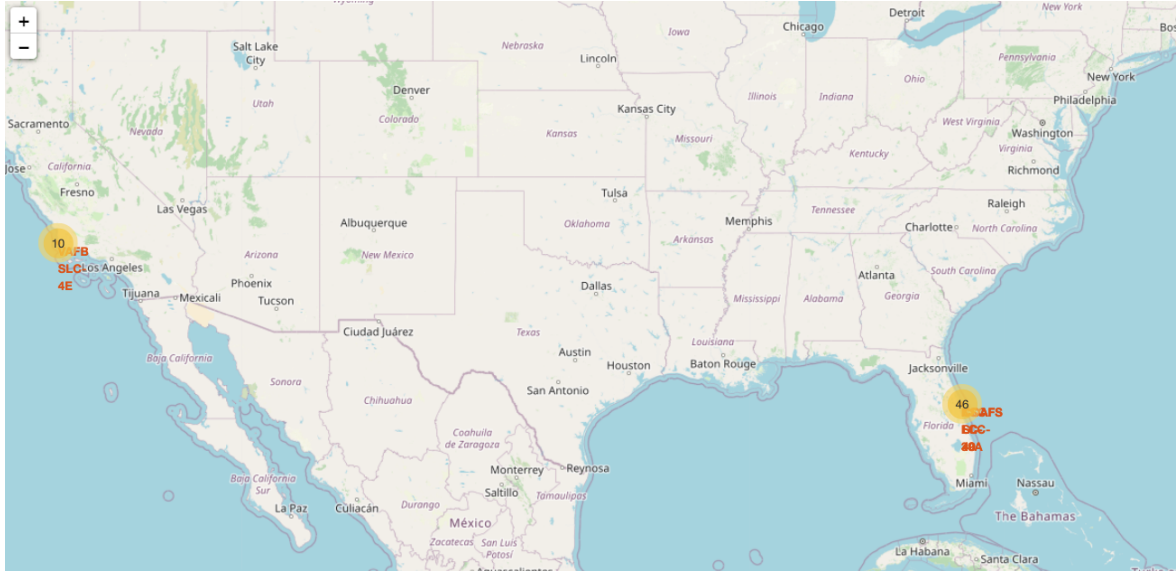 Wyoming
Detroit
New York
+
Chicago
Bos
Salt Lake
City
Nebraska
Iowa
−
Lincoln
Pennsylvania
Ohio
New York
Denver
Utah
Illinois
Indiana
Philadelphia
Kansas City
Colorado
Sacramento
Nevada
Kansas
Missouri
West Virginia
Washington
Virginia
Jose
California
Kentucky
Richmond
Fresno
Las Vegas
Tulsa
Raleigh
Albuquerque
Oklahoma
Memphis
Tennessee
Charlotte
North Carolina
10
AFB
Arizona
New Mexico
Arkansas
SLC-
Los Angeles
South Carolina
Atlanta
4E
Phoenix
Dallas
Tijuana
Mexicali
Tucson
Mississippi
Alabama
Georgia
Ciudad Juárez
Texas
Louisiana
Baja California
Austin
Houston
Baton Rouge
Jacksonville
Sonora
San Antonio
Chihuahua
46
AFS
Florida
Coahuila
de Zaragoza
Baja California
Sur
Monterrey
Reynosa
Miami
Nassau
Saltillo
Tamaulipas
La Paz
Culiacán
Durango
The Bahamas
México
Zacatecas
San Luis
Potosí
La Habana
Santa Clara
Aguascalientes